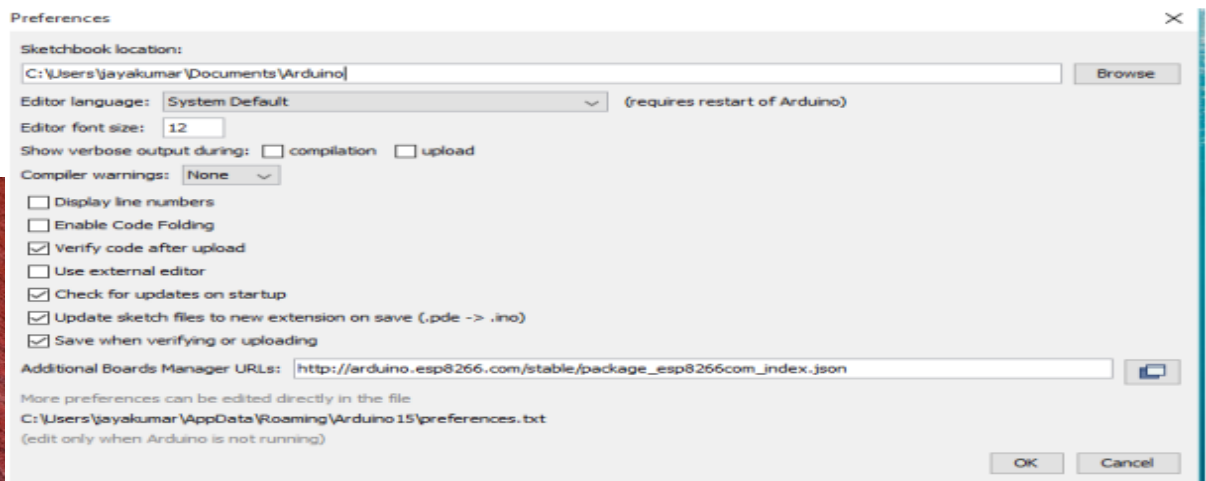 Preferences
Sketchbook location:
C:\Users\jayakumar\Documents\Arduino Browse
Editor language: System Default (requires restart of Arduino)
Editor font size: 12
Show verbose output during: compilation upload
Compiler warnings: None
Display line numbers
Enable Code Folding
Verify code after upload
Use external editor
Check for updates on startup
Update sketch files to new extension on save (.pde -> .ino)
Save when verifying or uploading
Additional Boards Manager URLs: http://arduino.esp8266.com/stable/package_esp8266com_index.json
More preferences can be edited directly in the file
C:\Users\jayakumar\AppData\Roaming\Arduino15\preferences.txt
(edit only when Arduino is not running)
OK Cancel